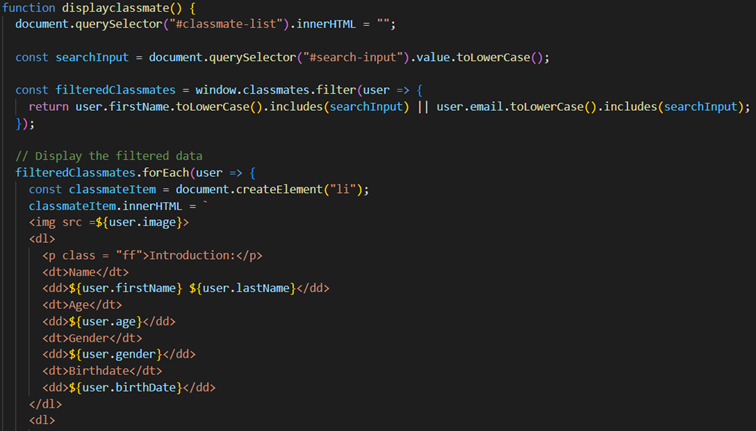 function displayclassmate() {
document.querySelector("#classmate-list").innerHTML = "";
const searchInput = document.querySelector("#search-input").value.toLowerCase();
const filteredClassmates = window.classmates.filter(user => {
return user.firstName.toLowerCase().includes(searchInput) || user.email.toLowerCase().includes(searchInput);
});
// Display the filtered data
filteredClassmates.forEach(user => {
const classmateItem = document.createElement("li");
classmateItem.innerHTML = `
<img src =${user.image}>
<dl>
<p class = "ff">Introduction:</p>
<dt>Name</dt>
<dd>${user.firstName} ${user.lastName}</dd>
<dt>Age</dt>
<dd>${user.age}</dd>
<dt>Gender</dt>
<dd>${user.gender}</dd>
<dt>Birthdate</dt>
<dd>${user.birthDate}</dd>
</dl>
<dl>